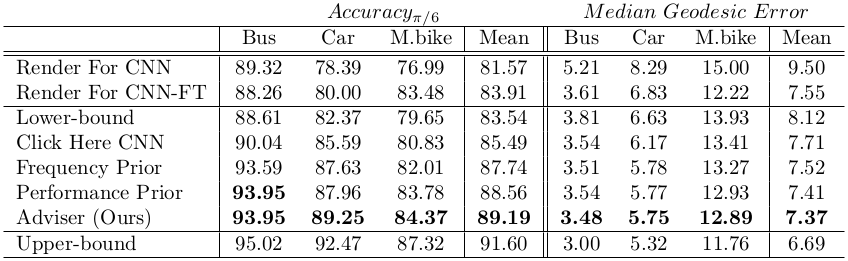 Accuracy π/6 Median Geodesic Error
Bus Car M.bike Mean Bus Car M.bike Mean
Render For CNN 89.32 78.39 76.99 81.57 5.21 8.29 15.00 9.50
Render For CNN-FT 88.26 80.00 83.48 83.91 3.61 6.83 12.22 7.55
Lower-bound 88.61 82.37 79.65 83.54 3.81 6.63 13.93 8.12
Click Here CNN 90.04 85.59 80.83 85.49 3.54 6.17 13.41 7.71
Frequency Prior 93.59 87.63 82.01 87.74 3.51 5.78 13.27 7.52
Performance Prior 93.95 87.96 83.78 88.56 3.54 5.77 12.93 7.41
Adviser (Ours) 93.95 89.25 84.37 89.19 3.48 5.75 12.89 7.37
Upper-bound 95.02 92.47 87.32 91.60 3.00 5.32 11.76 6.69